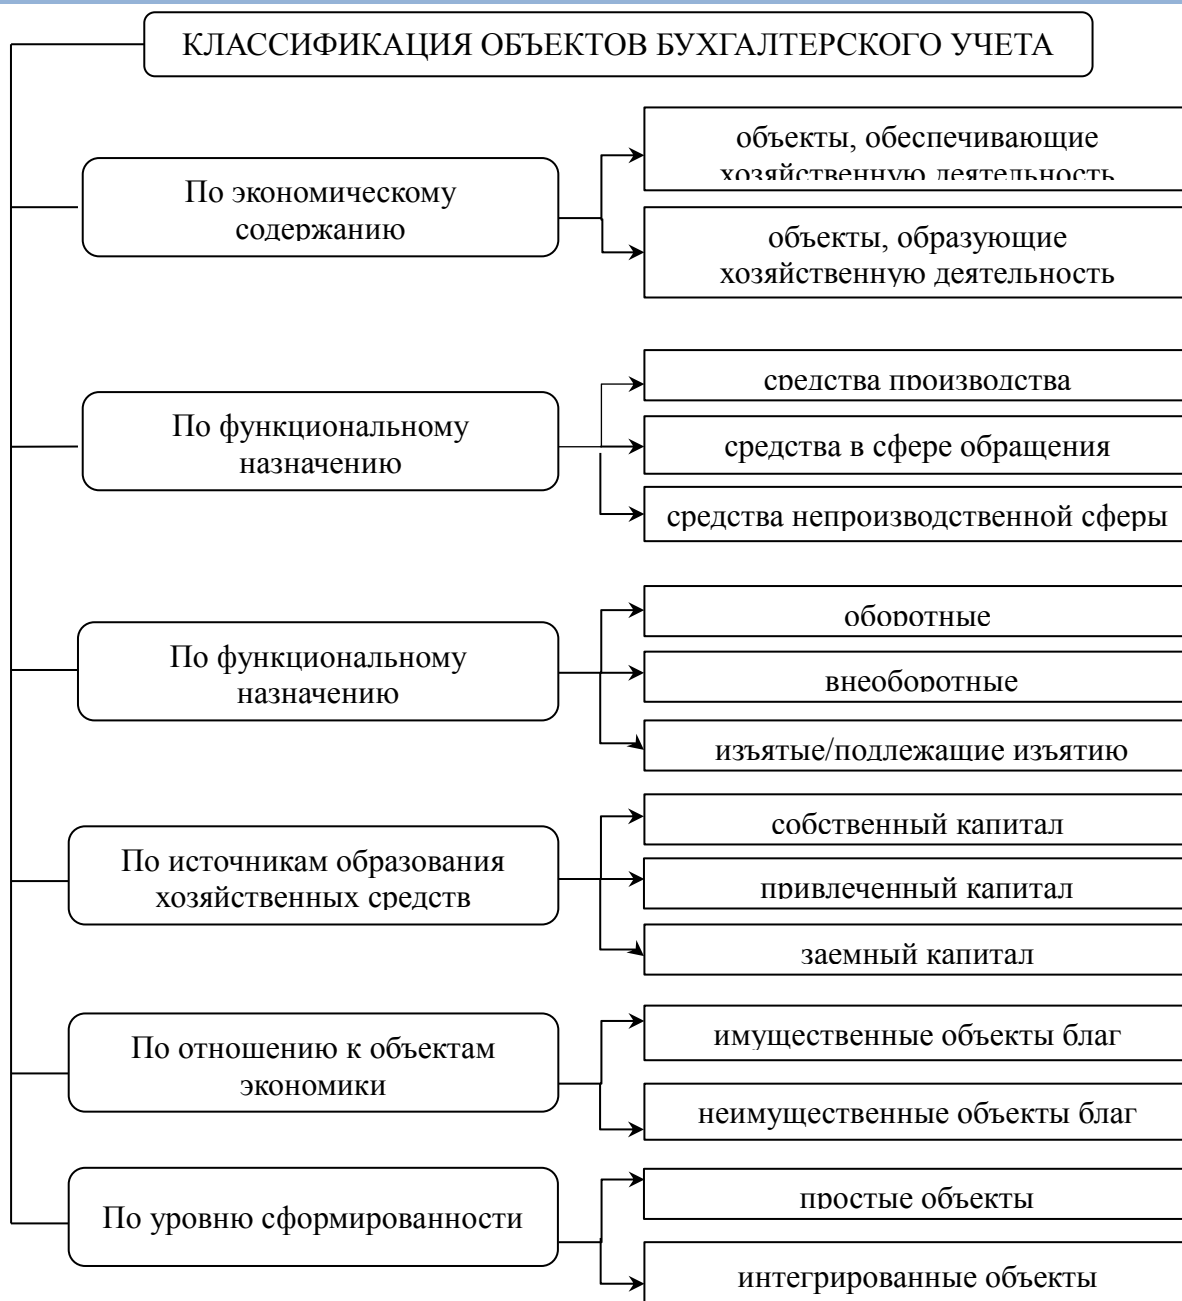 КЛАССИФИКАЦИЯ ОБЪЕКТОВ БУХГАЛТЕРСКОГО УЧЕТА
По экономическому
содержанию
объекты, обеспечивающие
хозяйственную деятельность
объекты, образующие
хозяйственную деятельность
По функциональному
назначению
средства производства
средства в сфере обращения
средства непроизводственной сферы
По функциональному
назначению
оборотные
внеоборотные
изъятые/подлежащие изъятию
По источникам образования
хозяйственных средств
собственный капитал
привлеченный капитал
заемный капитал
По отношению к объектам
экономики
имущественные объекты благ
неимущественные объекты благ
По уровню сформированности
простые объекты
интегрированные объекты